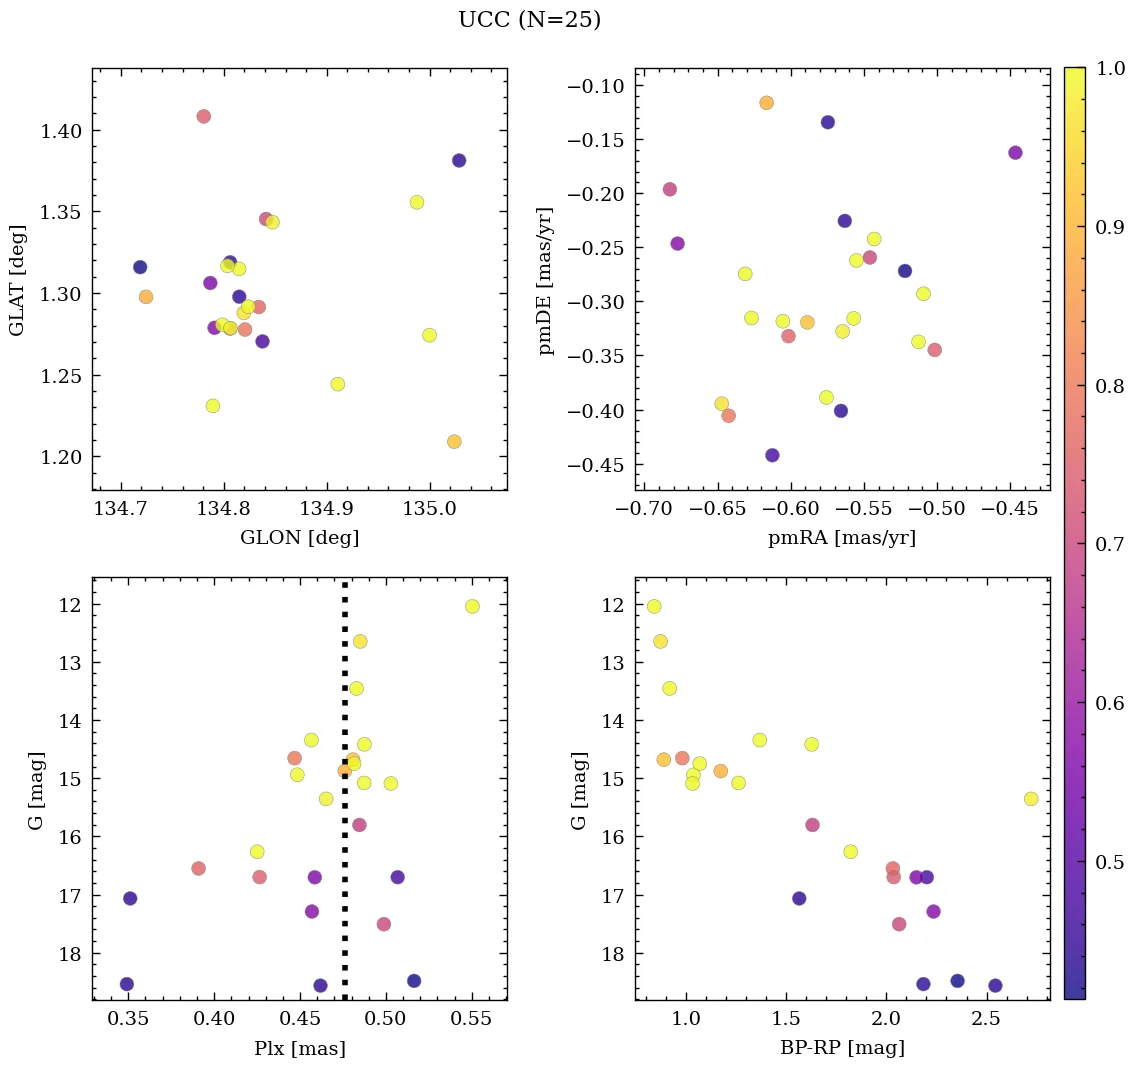 UCC (N=25)
1.40
1.35
1.30
1.25
1.20
GLAT [deg]
134.7 134.8 134.9 135.0
GLON [deg]
−0.10
−0.15
−0.20
−0.25
−0.30
−0.35
−0.40
−0.45
pmDE [mas/yr]
−0.70 −0.65 −0.60 −0.55 −0.50 −0.45
pmRA [mas/yr]
1.0
0.9
0.8
0.7
0.6
0.5
12
13
14
15
16
17
18
G [mag]
0.35 0.40 0.45 0.50 0.55
Plx [mas]
12
13
14
15
16
17
18
G [mag]
1.0 1.5 2.0 2.5
BP-RP [mag]